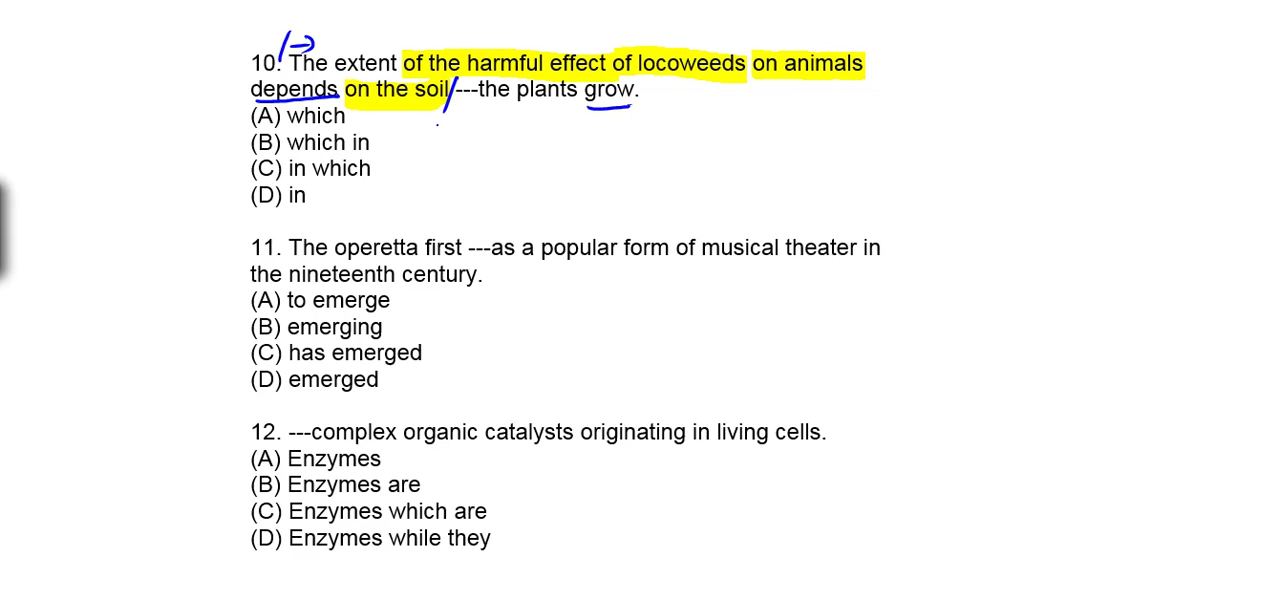 10. The extent of the harmful effect of locoweeds on animals
depends on the soil ---the plants grow.
(A) which
(B) which in
(C) in which
(D) in
11. The operetta first ---as a popular form of musical theater in
the nineteenth century.
(A) to emerge
(B) emerging
(C) has emerged
(D) emerged
12. ---complex organic catalysts originating in living cells.
(A) Enzymes
(B) Enzymes are
(C) Enzymes which are
(D) Enzymes while they